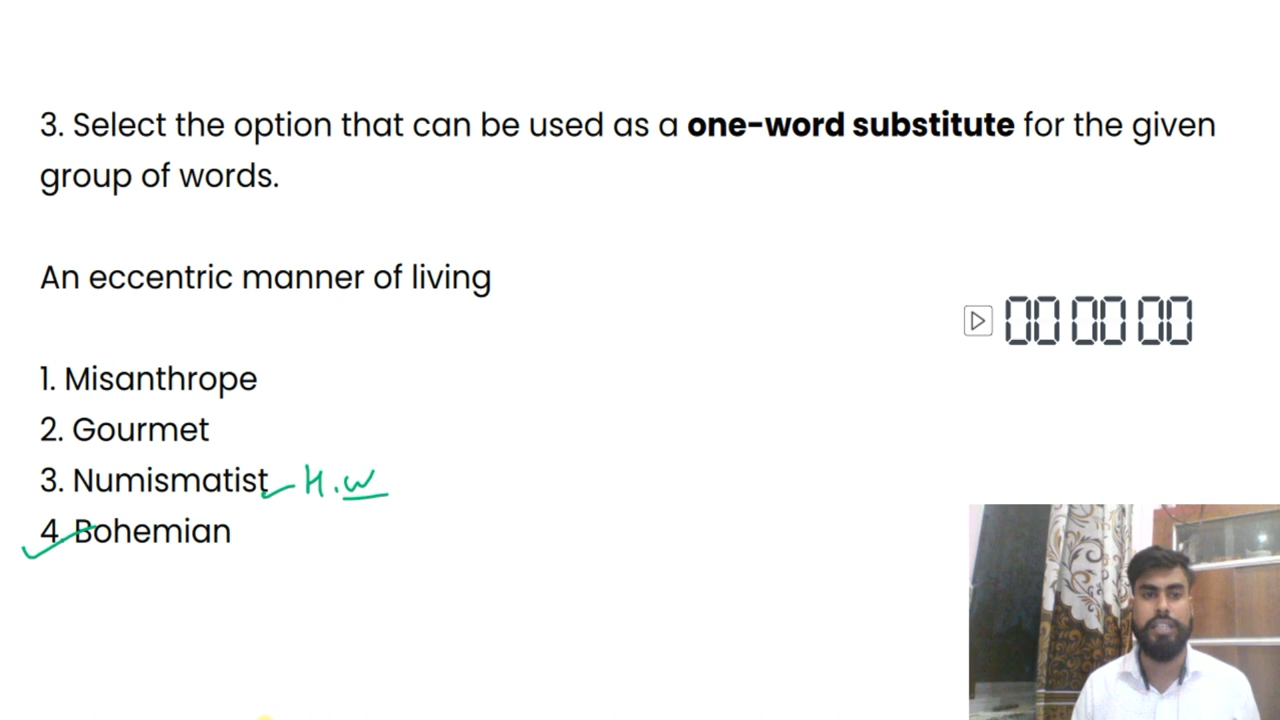 3. Select the option that can be used as a one-word substitute for the given
group of words.
An eccentric manner of living
00 00 00
1. Misanthrope
2. Gourmet
3. Numismatist - H.W
4. Bohemian